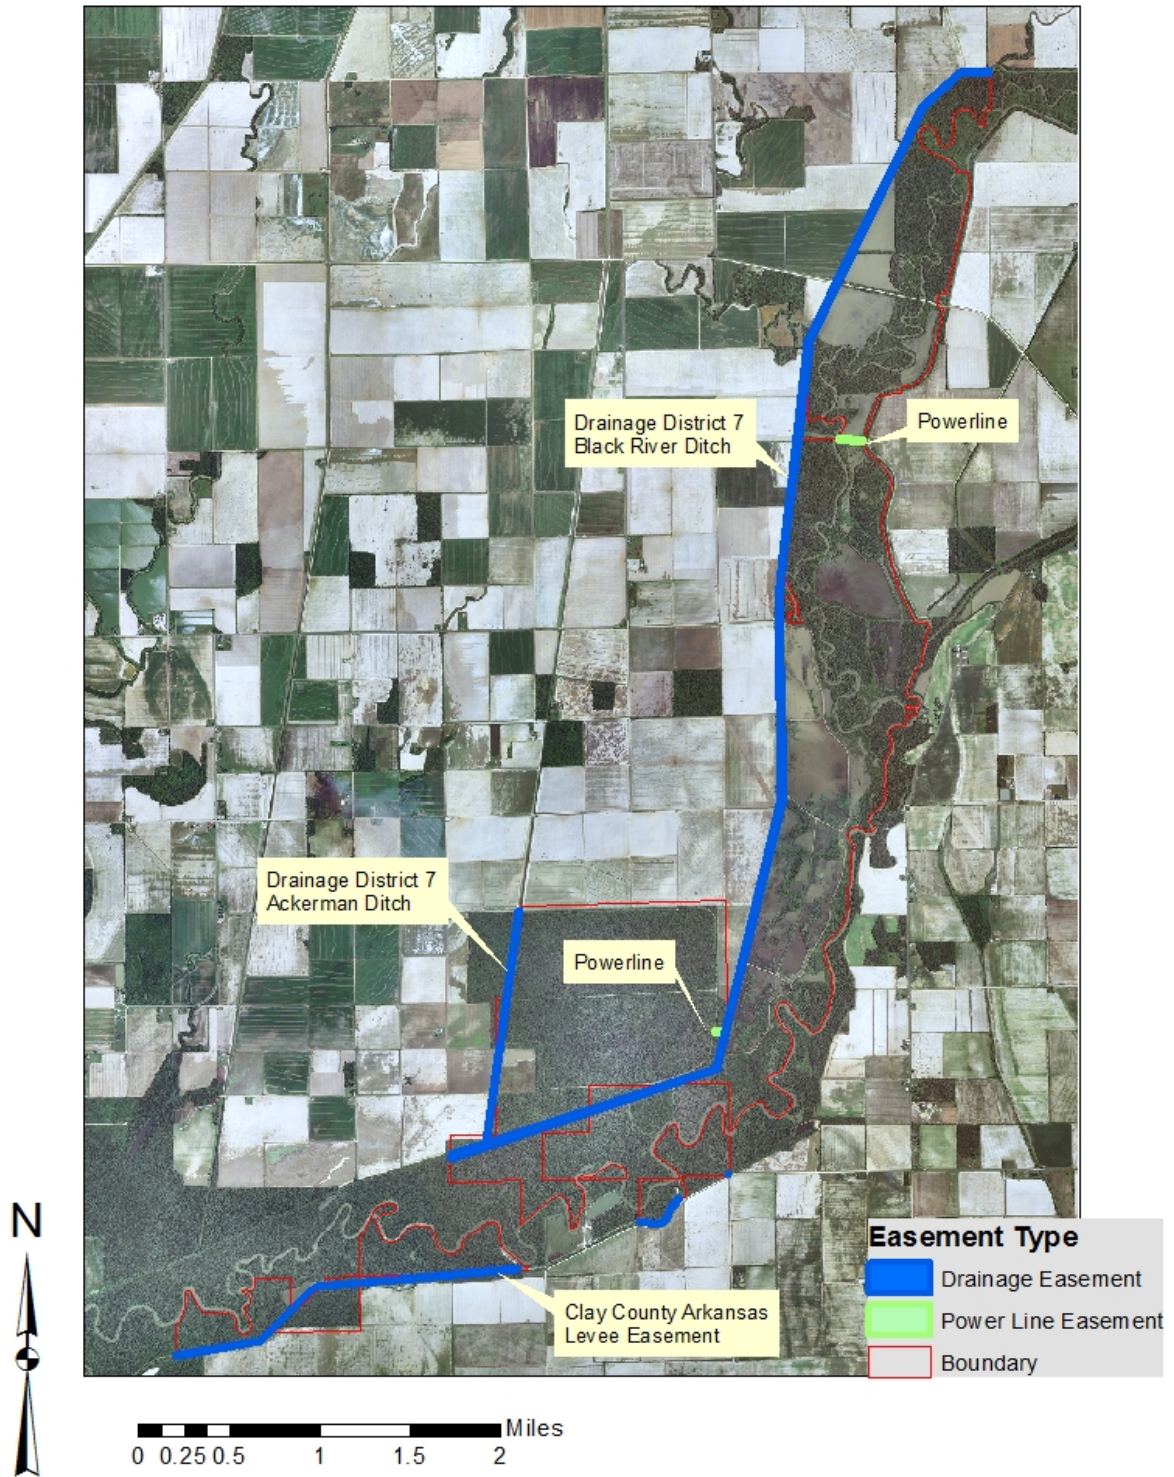 Drainage District 7
Black River Ditch
Powerline
Drainage District 7
Ackerman Ditch
Powerline
Clay County Arkansas
Levee Easement
N
Easement Type
Drainage Easement
Power Line Easement
Boundary
Miles
0 0.25 0.5 1 1.5 2